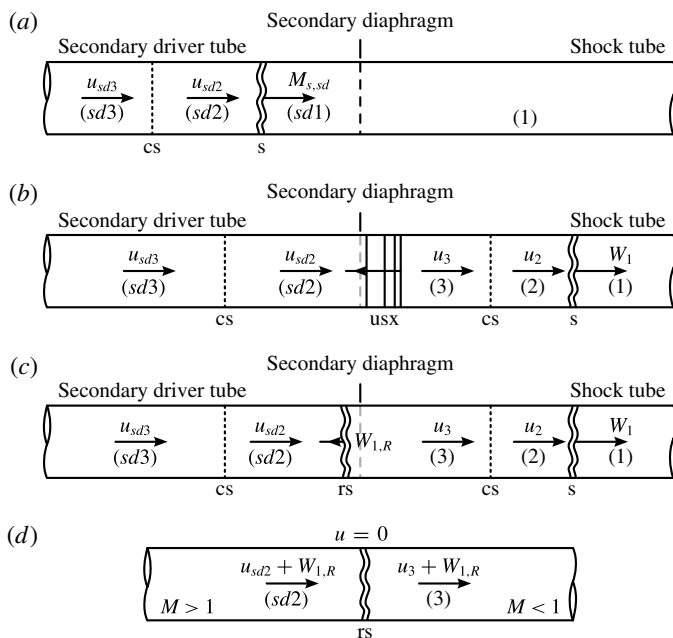 (a)
Secondary diaphragm
Secondary driver tube Shock tube
u_{sd3} u_{sd2} M_{s,sd}
(sd3) (sd2) (sd1) (1)
cs s
(b)
Secondary diaphragm
Secondary driver tube Shock tube
u_{sd3} u_{sd2} u_3 u_2 W_1
(sd3) (sd2) (3) (2) (1)
cs usx cs s
(c)
Secondary diaphragm
Secondary driver tube Shock tube
u_{sd3} u_{sd2} W_{1,R} u_3 u_2 W_1
(sd3) (sd2) (3) (2) (1)
cs rs cs s
(d)
u = 0
u_{sd2} + W_{1,R} u_3 + W_{1,R}
M > 1 (sd2) (3) M < 1
rs